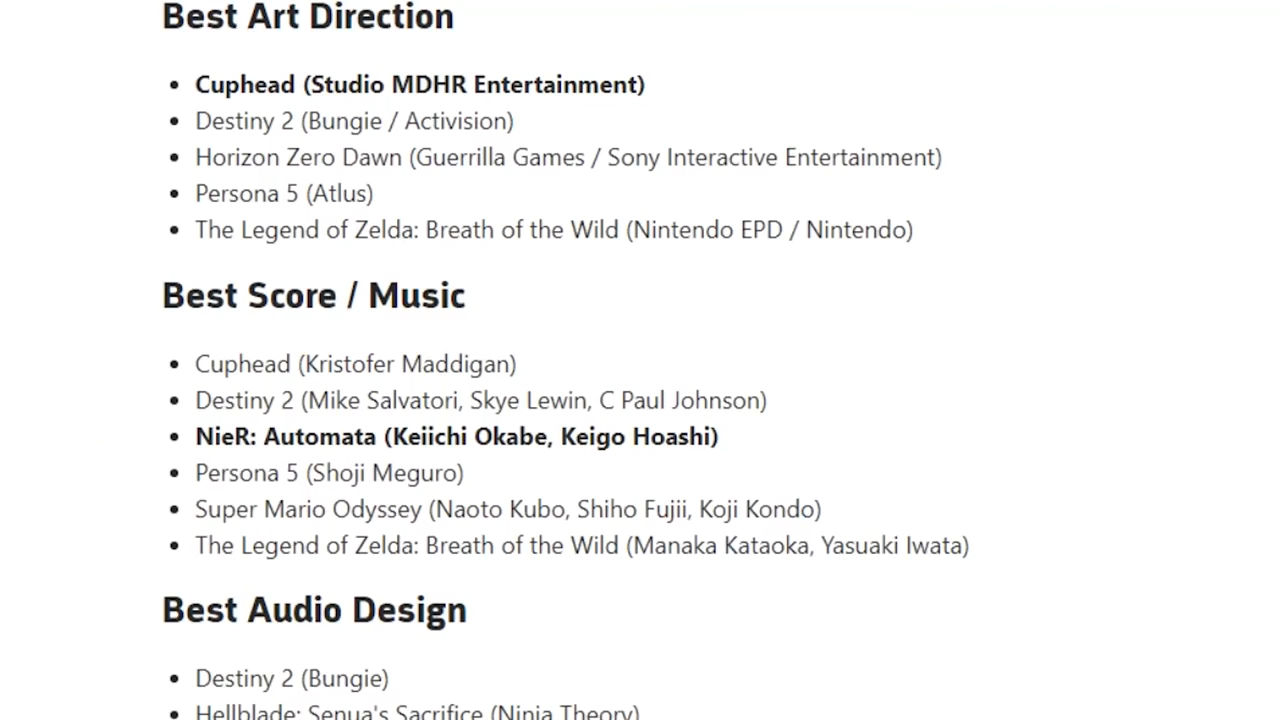 Best Art Direction
Cuphead (Studio MDHR Entertainment)
Destiny 2 (Bungie / Activision)
Horizon Zero Dawn (Guerrilla Games / Sony Interactive Entertainment)
Persona 5 (Atlus)
The Legend of Zelda: Breath of the Wild (Nintendo EPD / Nintendo)
Best Score / Music
Cuphead (Kristofer Maddigan)
Destiny 2 (Mike Salvatori, Skye Lewin, C Paul Johnson)
NieR: Automata (Keiichi Okabe, Keigo Hoashi)
Persona 5 (Shoji Meguro)
Super Mario Odyssey (Naoto Kubo, Shiho Fujii, Koji Kondo)
The Legend of Zelda: Breath of the Wild (Manaka Kataoka, Yasuaki Iwata)
Best Audio Design
Destiny 2 (Bungie)
Hellblade: Senua's Sacrifice (Ninja Theory)